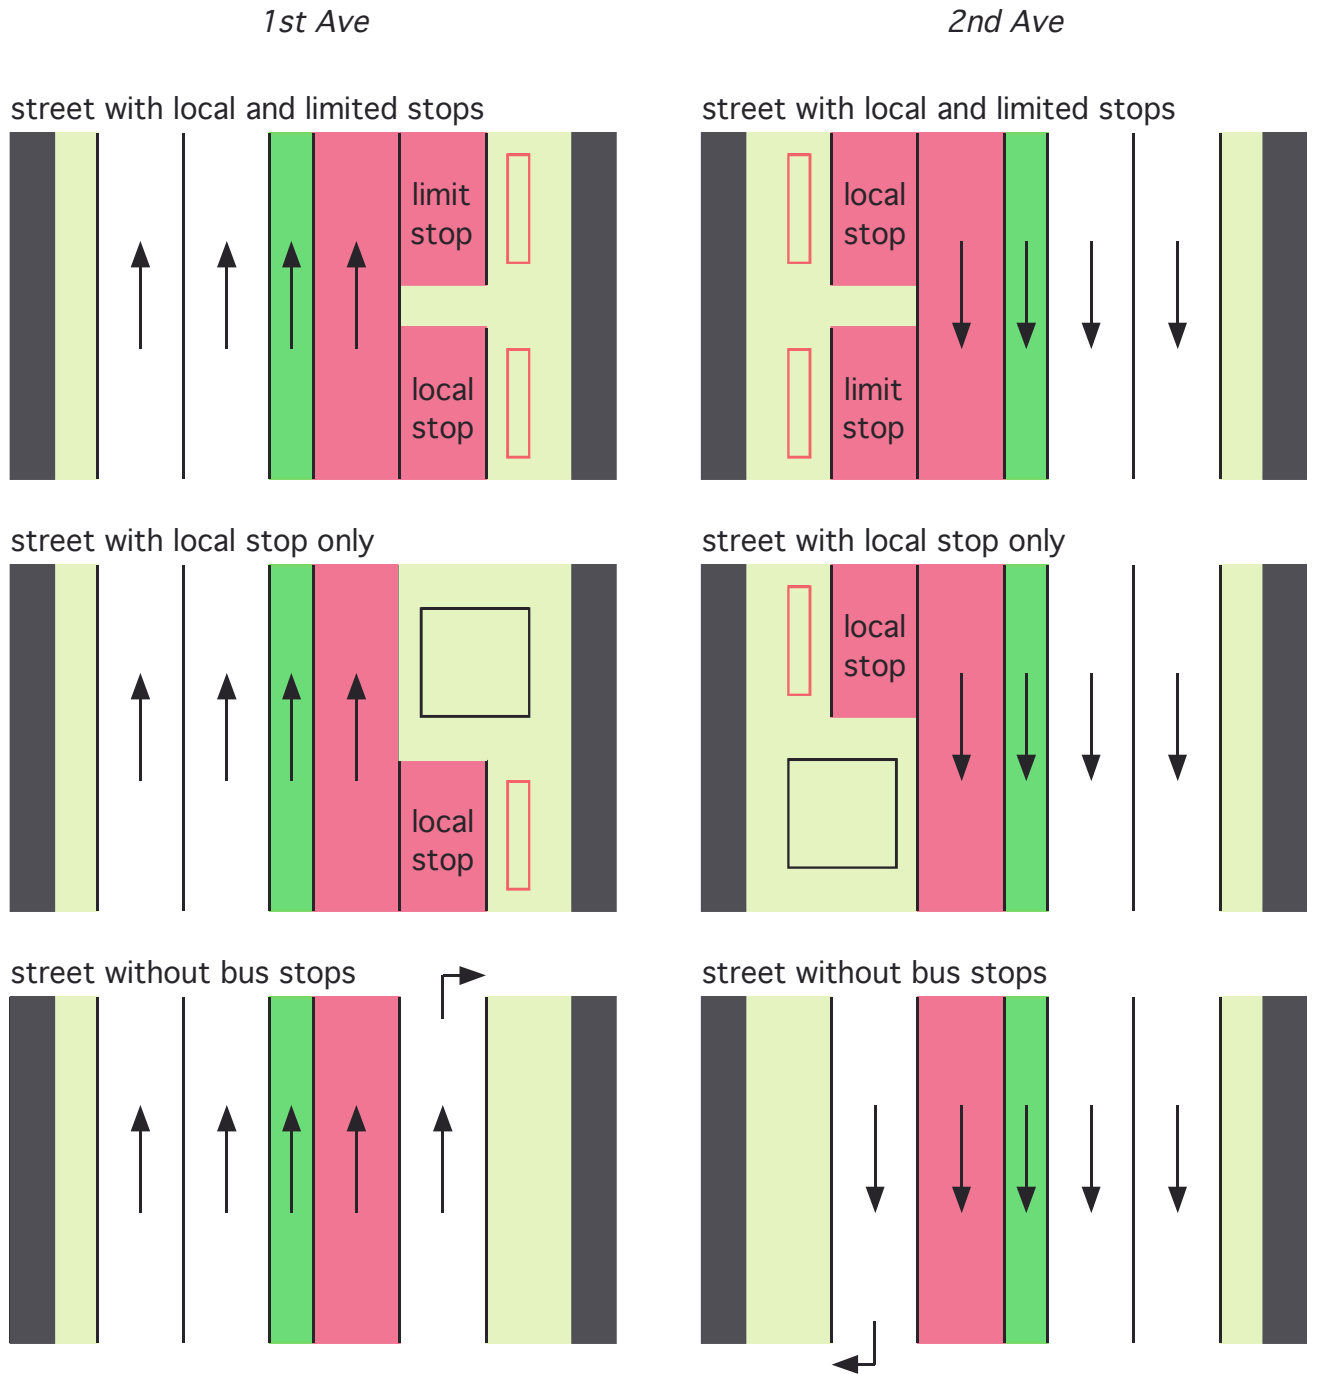 1st Ave
2nd Ave
street with local and limited stops
limit
stop
local
stop
street with local and limited stops
local
stop
limit
stop
street with local stop only
local
stop
street with local stop only
local
stop
street without bus stops
street without bus stops